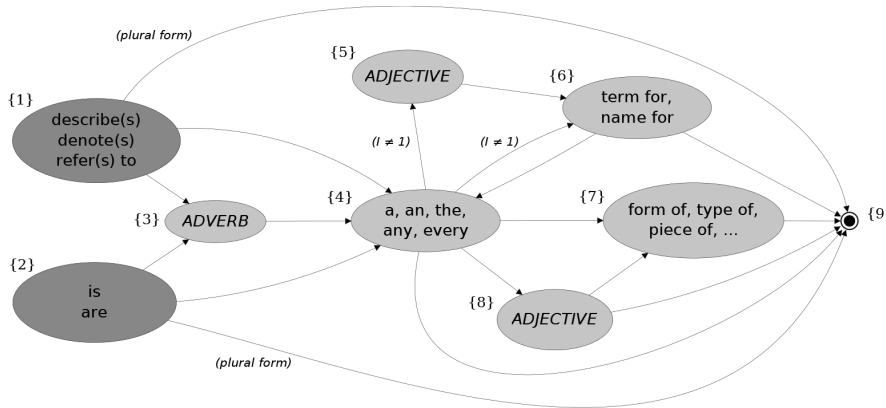 (plural form)
{1}
describe(s)
denote(s)
refer(s) to
{2}
is
are
{3}
ADVERB
{4}
a, an, the,
any, every
(I ≠ 1)
(I ≠ 1)
{5}
ADJECTIVE
{6}
term for,
name for
{7}
form of, type of,
piece of, ...
{8}
ADJECTIVE
{9
(plural form)